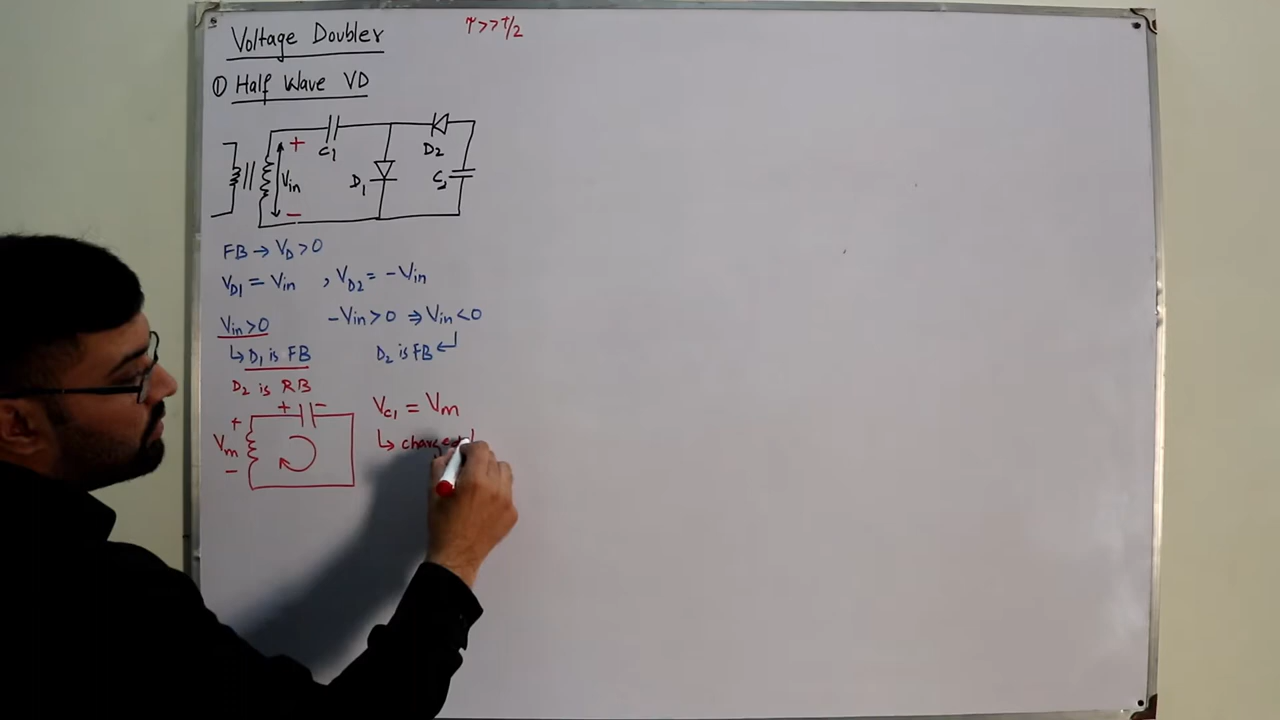 Voltage Doubler
τ>>T/2
① Half Wave VD
+
C1
D2
Vin
D1
C2
−
FB → VD>0
VD1 = Vin , VD2 = -Vin
Vin>0 -Vin>0 ⇒ Vin<0
↳ D1 is FB D2 is FB ↲
D2 is RB
+ −
VC1 = Vm
+
Vm
−